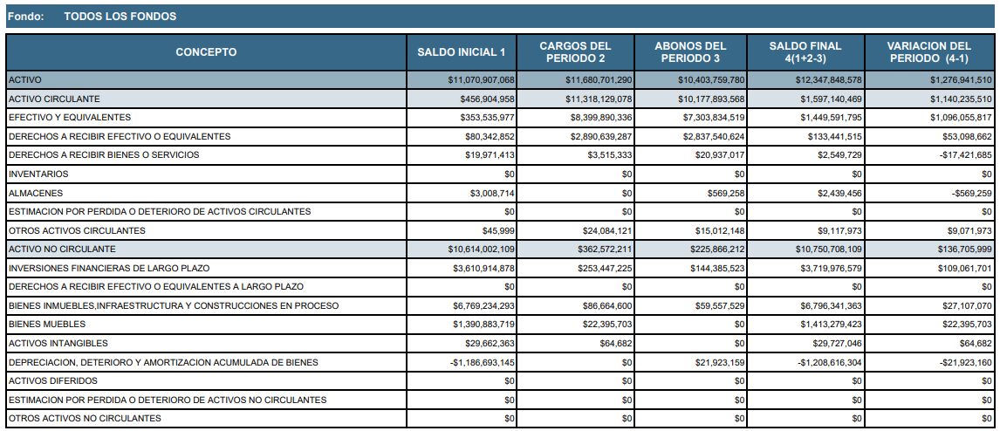 Fondo: TODOS LOS FONDOS
CONCEPTO SALDO INICIAL 1 CARGOS DEL PERIODO 2 ABONOS DEL PERIODO 3 SALDO FINAL 4(1+2-3) VARIACION DEL PERIODO (4-1)
ACTIVO $11,070,907,068 $11,680,701,290 $10,403,759,780 $12,347,848,578 $1,276,941,510
ACTIVO CIRCULANTE $456,904,958 $11,318,129,078 $10,177,893,568 $1,597,140,469 $1,140,235,510
EFECTIVO Y EQUIVALENTES $353,535,977 $8,399,890,336 $7,303,834,519 $1,449,591,795 $1,096,055,817
DERECHOS A RECIBIR EFECTIVO O EQUIVALENTES $80,342,852 $2,890,639,287 $2,837,540,624 $133,441,515 $53,098,662
DERECHOS A RECIBIR BIENES O SERVICIOS $19,971,413 $3,515,333 $20,937,017 $2,549,729 -$17,421,685
INVENTARIOS $0 $0 $0 $0 $0
ALMACENES $3,008,714 $0 $569,258 $2,439,456 -$569,259
ESTIMACION POR PERDIDA O DETERIORO DE ACTIVOS CIRCULANTES $0 $0 $0 $0 $0
OTROS ACTIVOS CIRCULANTES $45,999 $24,084,121 $15,012,148 $9,117,973 $9,071,973
ACTIVO NO CIRCULANTE $10,614,002,109 $362,572,211 $225,866,212 $10,750,708,109 $136,705,999
INVERSIONES FINANCIERAS DE LARGO PLAZO $3,610,914,878 $253,447,225 $144,385,523 $3,719,976,579 $109,061,701
DERECHOS A RECIBIR EFECTIVO O EQUIVALENTES A LARGO PLAZO $0 $0 $0 $0 $0
BIENES INMUEBLES,INFRAESTRUCTURA Y CONSTRUCCIONES EN PROCESO $6,769,234,293 $86,664,600 $59,557,529 $6,796,341,363 $27,107,070
BIENES MUEBLES $1,390,883,719 $22,395,703 $0 $1,413,279,423 $22,395,703
ACTIVOS INTANGIBLES $29,662,363 $64,682 $0 $29,727,046 $64,682
DEPRECIACION, DETERIORO Y AMORTIZACION ACUMULADA DE BIENES -$1,186,693,145 $0 $21,923,159 -$1,208,616,304 -$21,923,160
ACTIVOS DIFERIDOS $0 $0 $0 $0 $0
ESTIMACION POR PERDIDA O DETERIORO DE ACTIVOS NO CIRCULANTES $0 $0 $0 $0 $0
OTROS ACTIVOS NO CIRCULANTES $0 $0 $0 $0 $0